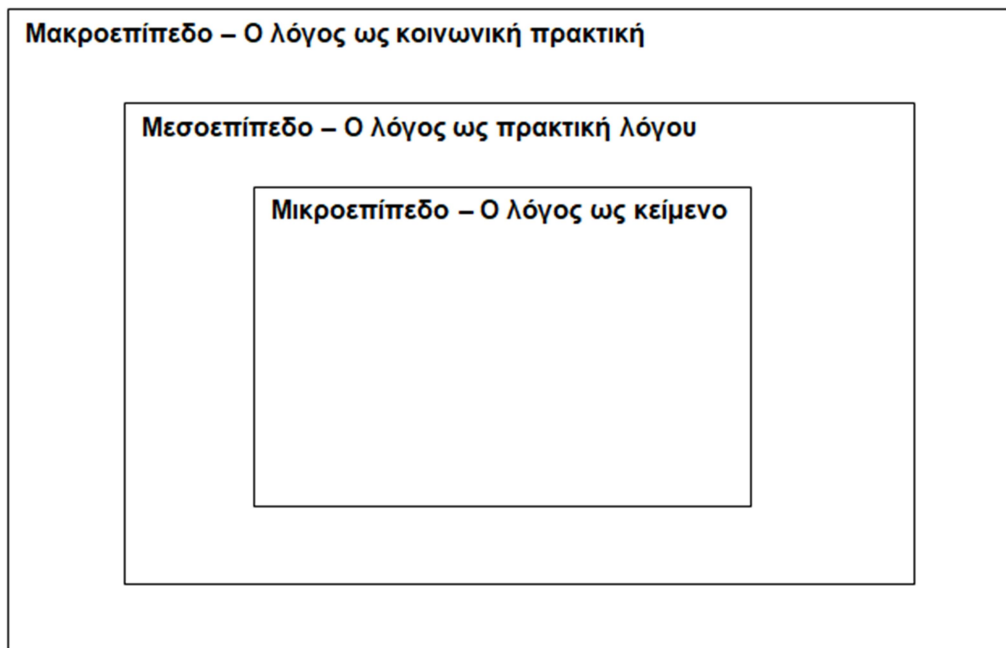 Μακροεπίπεδο – Ο λόγος ως κοινωνική πρακτική
Μεσοεπίπεδο – Ο λόγος ως πρακτική λόγου
Μικροεπίπεδο – Ο λόγος ως κείμενο